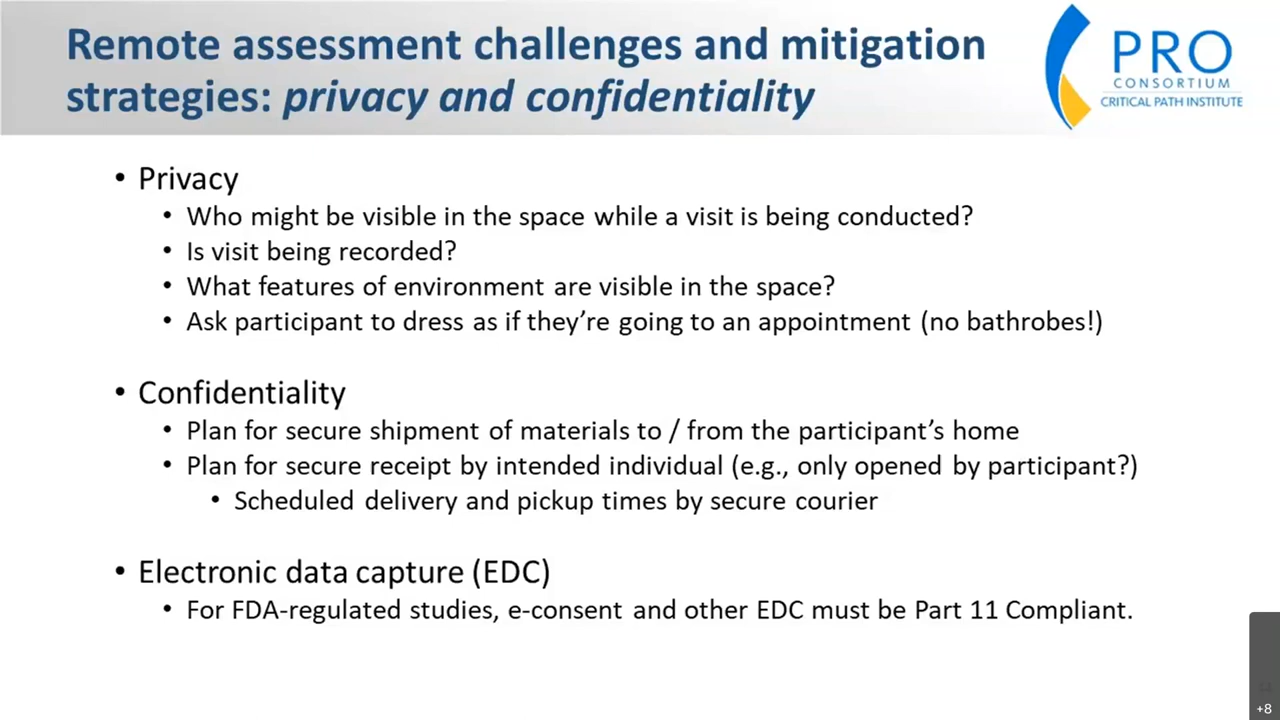 Remote assessment challenges and mitigation
strategies: privacy and confidentiality
PRO
CONSORTIUM
CRITICAL PATH INSTITUTE
• Privacy
• Who might be visible in the space while a visit is being conducted?
• Is visit being recorded?
• What features of environment are visible in the space?
• Ask participant to dress as if they’re going to an appointment (no bathrobes!)
• Confidentiality
• Plan for secure shipment of materials to / from the participant’s home
• Plan for secure receipt by intended individual (e.g., only opened by participant?)
• Scheduled delivery and pickup times by secure courier
• Electronic data capture (EDC)
• For FDA-regulated studies, e-consent and other EDC must be Part 11 Compliant.
+8